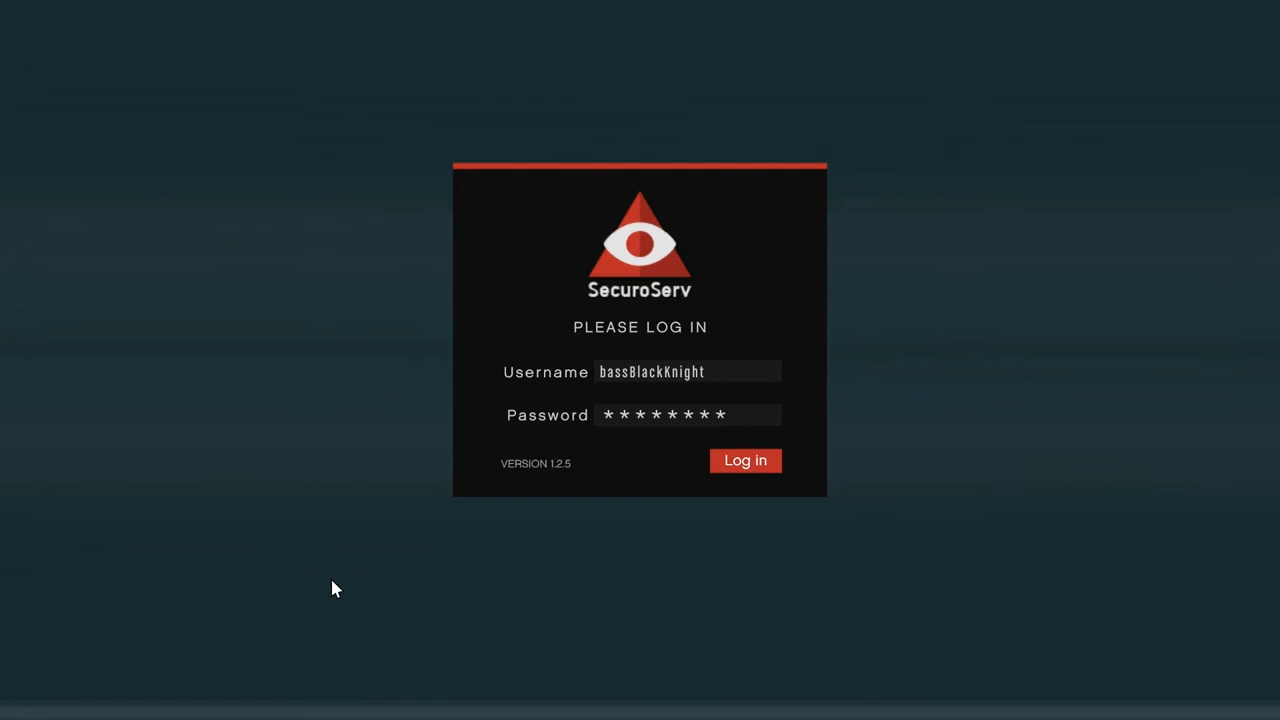 SecuroServ
PLEASE LOG IN
Username bassBlackKnight
Password ********
VERSION 1.2.5 Log in